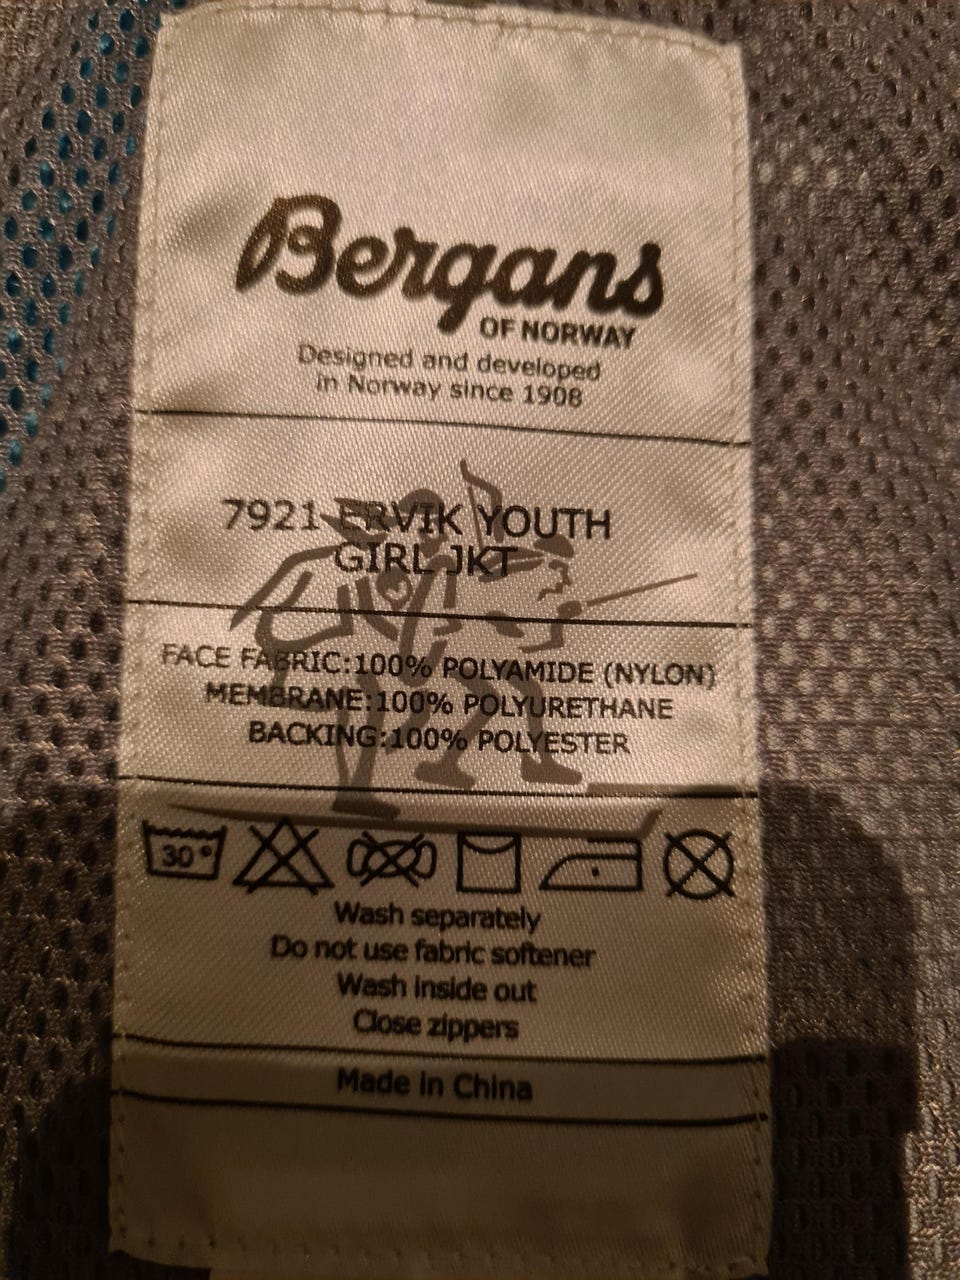 Bergans
OF NORWAY
Designed and developed
in Norway since 1908
7921 ERVIK YOUTH
GIRL JKT
FACE FABRIC:100% POLYAMIDE (NYLON)
MEMBRANE:100% POLYURETHANE
BACKING:100% POLYESTER
30°
Wash separately
Do not use fabric softener
Wash inside out
Close zippers
Made in China